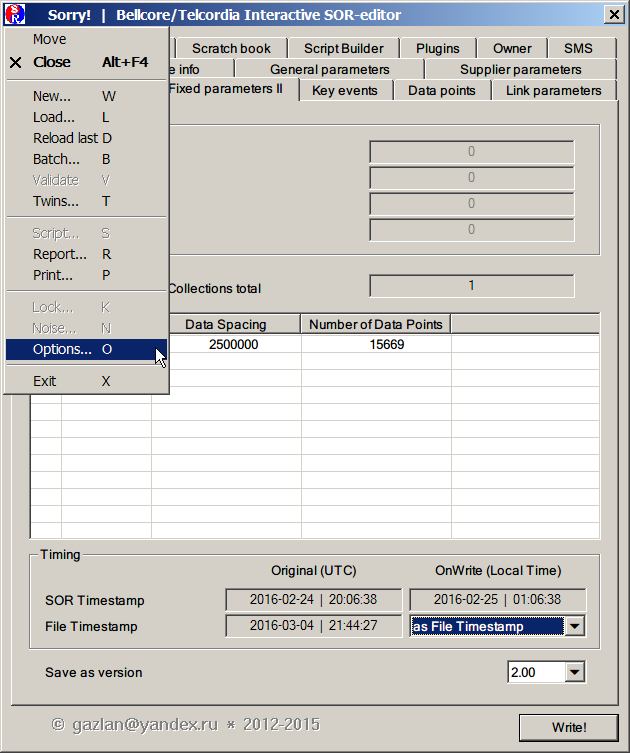 Sorry! | Bellcore/Telcordia Interactive SOR-editor
Move
Close Alt+F4
New... W
Load... L
Reload last D
Batch... B
Validate V
Twins... T
Script... S
Report... R
Print... P
Lock... K
Noise... N
Options... O
Exit X
Scratch book Script Builder Plugins Owner SMS
e info General parameters Supplier parameters
Fixed parameters II Key events Data points Link parameters
0
0
0
0
Collections total 1
Data Spacing Number of Data Points
2500000 15669
Timing
Original (UTC) OnWrite (Local Time)
SOR Timestamp 2016-02-24 | 20:06:38 2016-02-25 | 01:06:38
File Timestamp 2016-03-04 | 21:44:27 as File Timestamp
Save as version 2.00
© gazlan@yandex.ru * 2012-2015 Write!